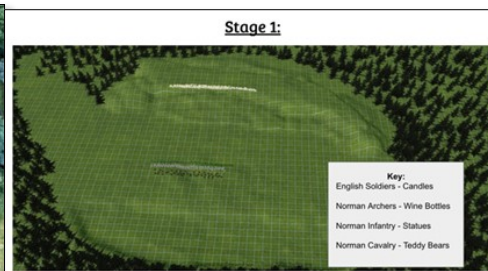 Stage 1:
Key:
English Soldiers - Candles
Norman Archers - Wine Bottles
Norman Infantry - Statues
Norman Cavalry - Teddy Bears